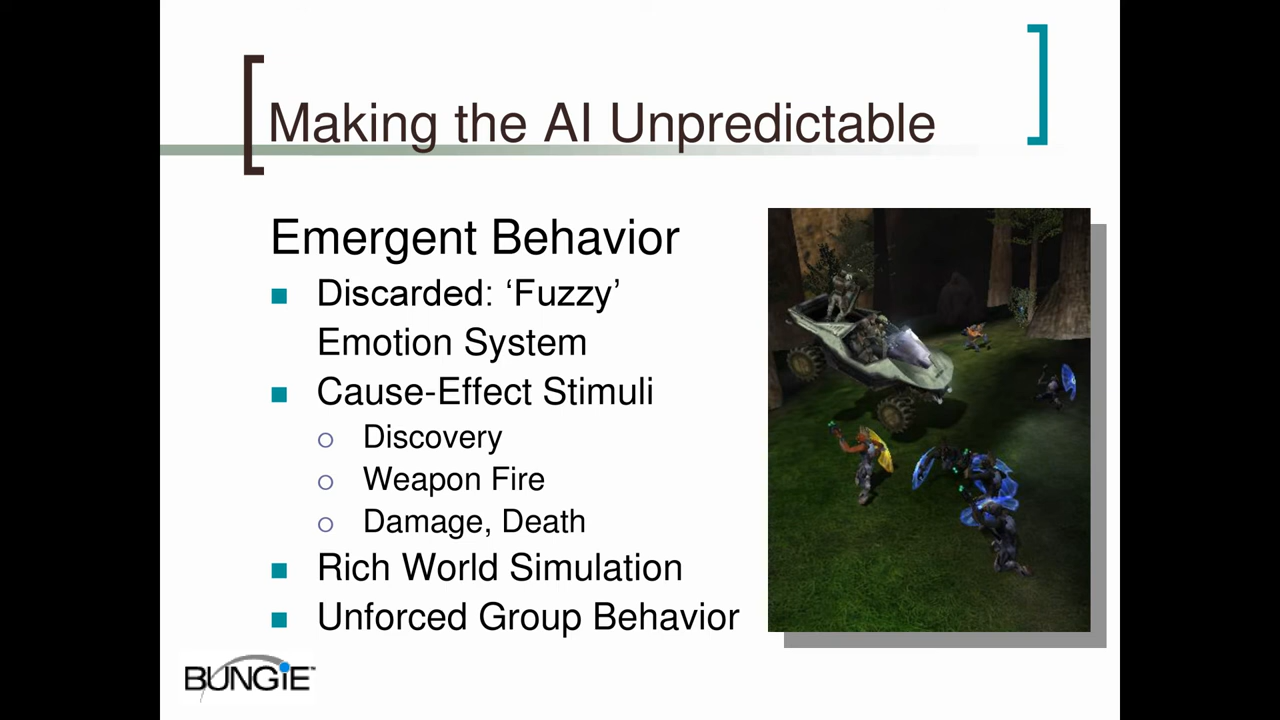 Making the AI Unpredictable
Emergent Behavior
Discarded: ‘Fuzzy’
Emotion System
Cause-Effect Stimuli
Discovery
Weapon Fire
Damage, Death
Rich World Simulation
Unforced Group Behavior
BUNGiE™